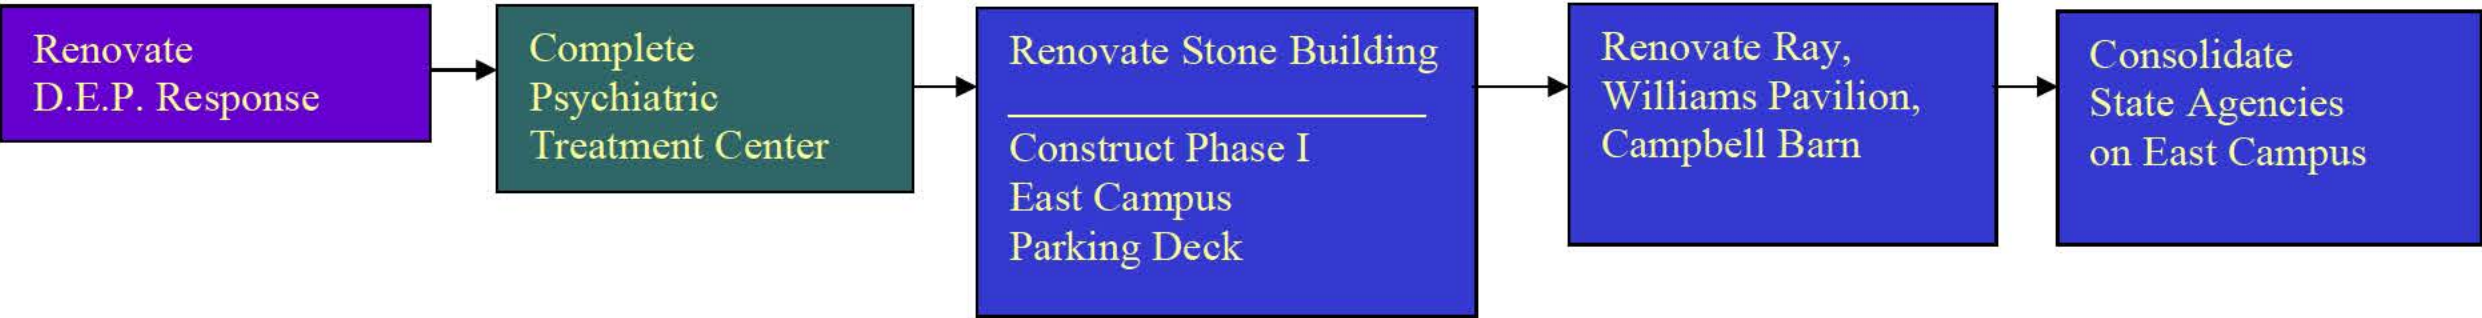 Renovate
D.E.P. Response
Complete
Psychiatric
Treatment Center
Renovate Stone Building
Construct Phase I
East Campus
Parking Deck
Renovate Ray,
Williams Pavilion,
Campbell Barn
Consolidate
State Agencies
on East Campus